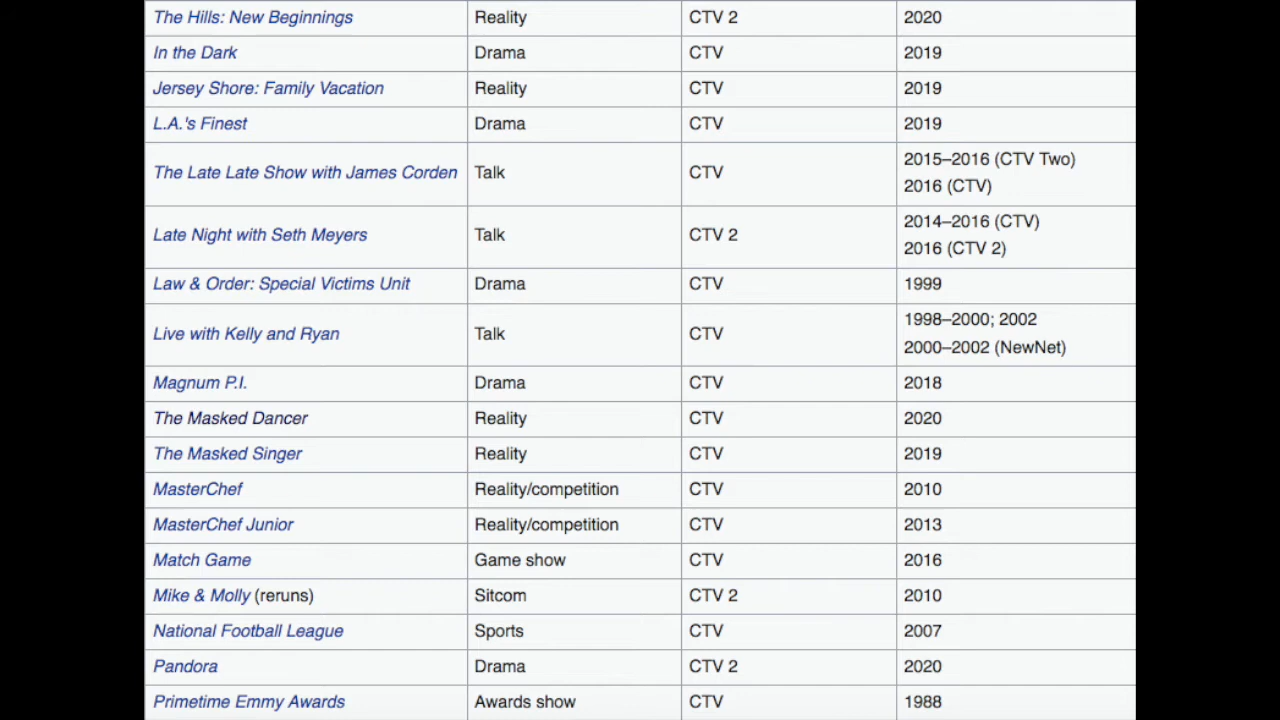 The Hills: New Beginnings Reality CTV 2 2020
In the Dark Drama CTV 2019
Jersey Shore: Family Vacation Reality CTV 2019
L.A.'s Finest Drama CTV 2019
The Late Late Show with James Corden Talk CTV 2015–2016 (CTV Two)
2016 (CTV)
Late Night with Seth Meyers Talk CTV 2 2014–2016 (CTV)
2016 (CTV 2)
Law & Order: Special Victims Unit Drama CTV 1999
Live with Kelly and Ryan Talk CTV 1998–2000; 2002
2000–2002 (NewNet)
Magnum P.I. Drama CTV 2018
The Masked Dancer Reality CTV 2020
The Masked Singer Reality CTV 2019
MasterChef Reality/competition CTV 2010
MasterChef Junior Reality/competition CTV 2013
Match Game Game show CTV 2016
Mike & Molly (reruns) Sitcom CTV 2 2010
National Football League Sports CTV 2007
Pandora Drama CTV 2 2020
Primetime Emmy Awards Awards show CTV 1988